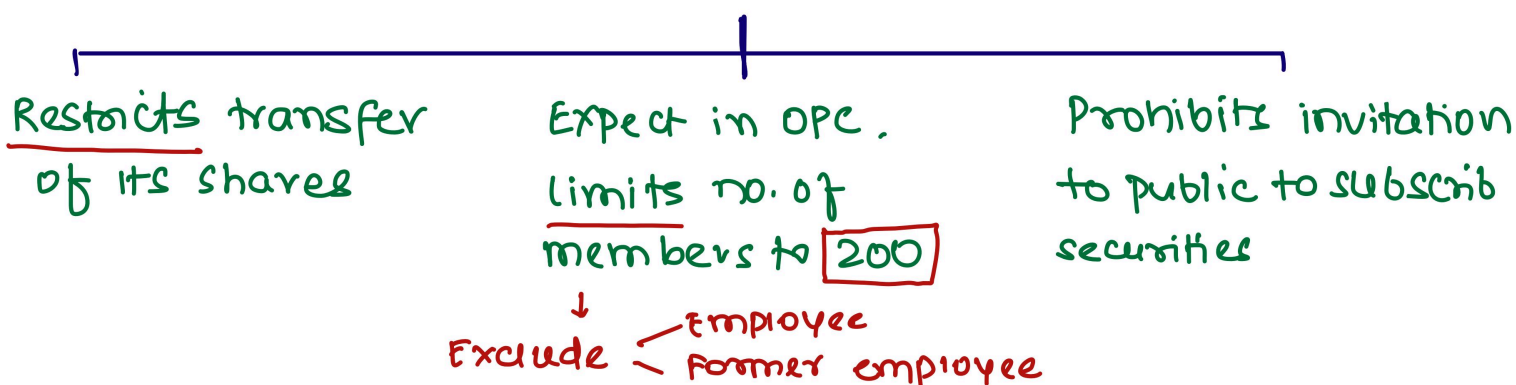 Restricts transfer
of its shares
Expect in OPC.
limits no. of
members to 200
Exclude
Employee
Former employee
Prohibits invitation
to public to subscrib
securities